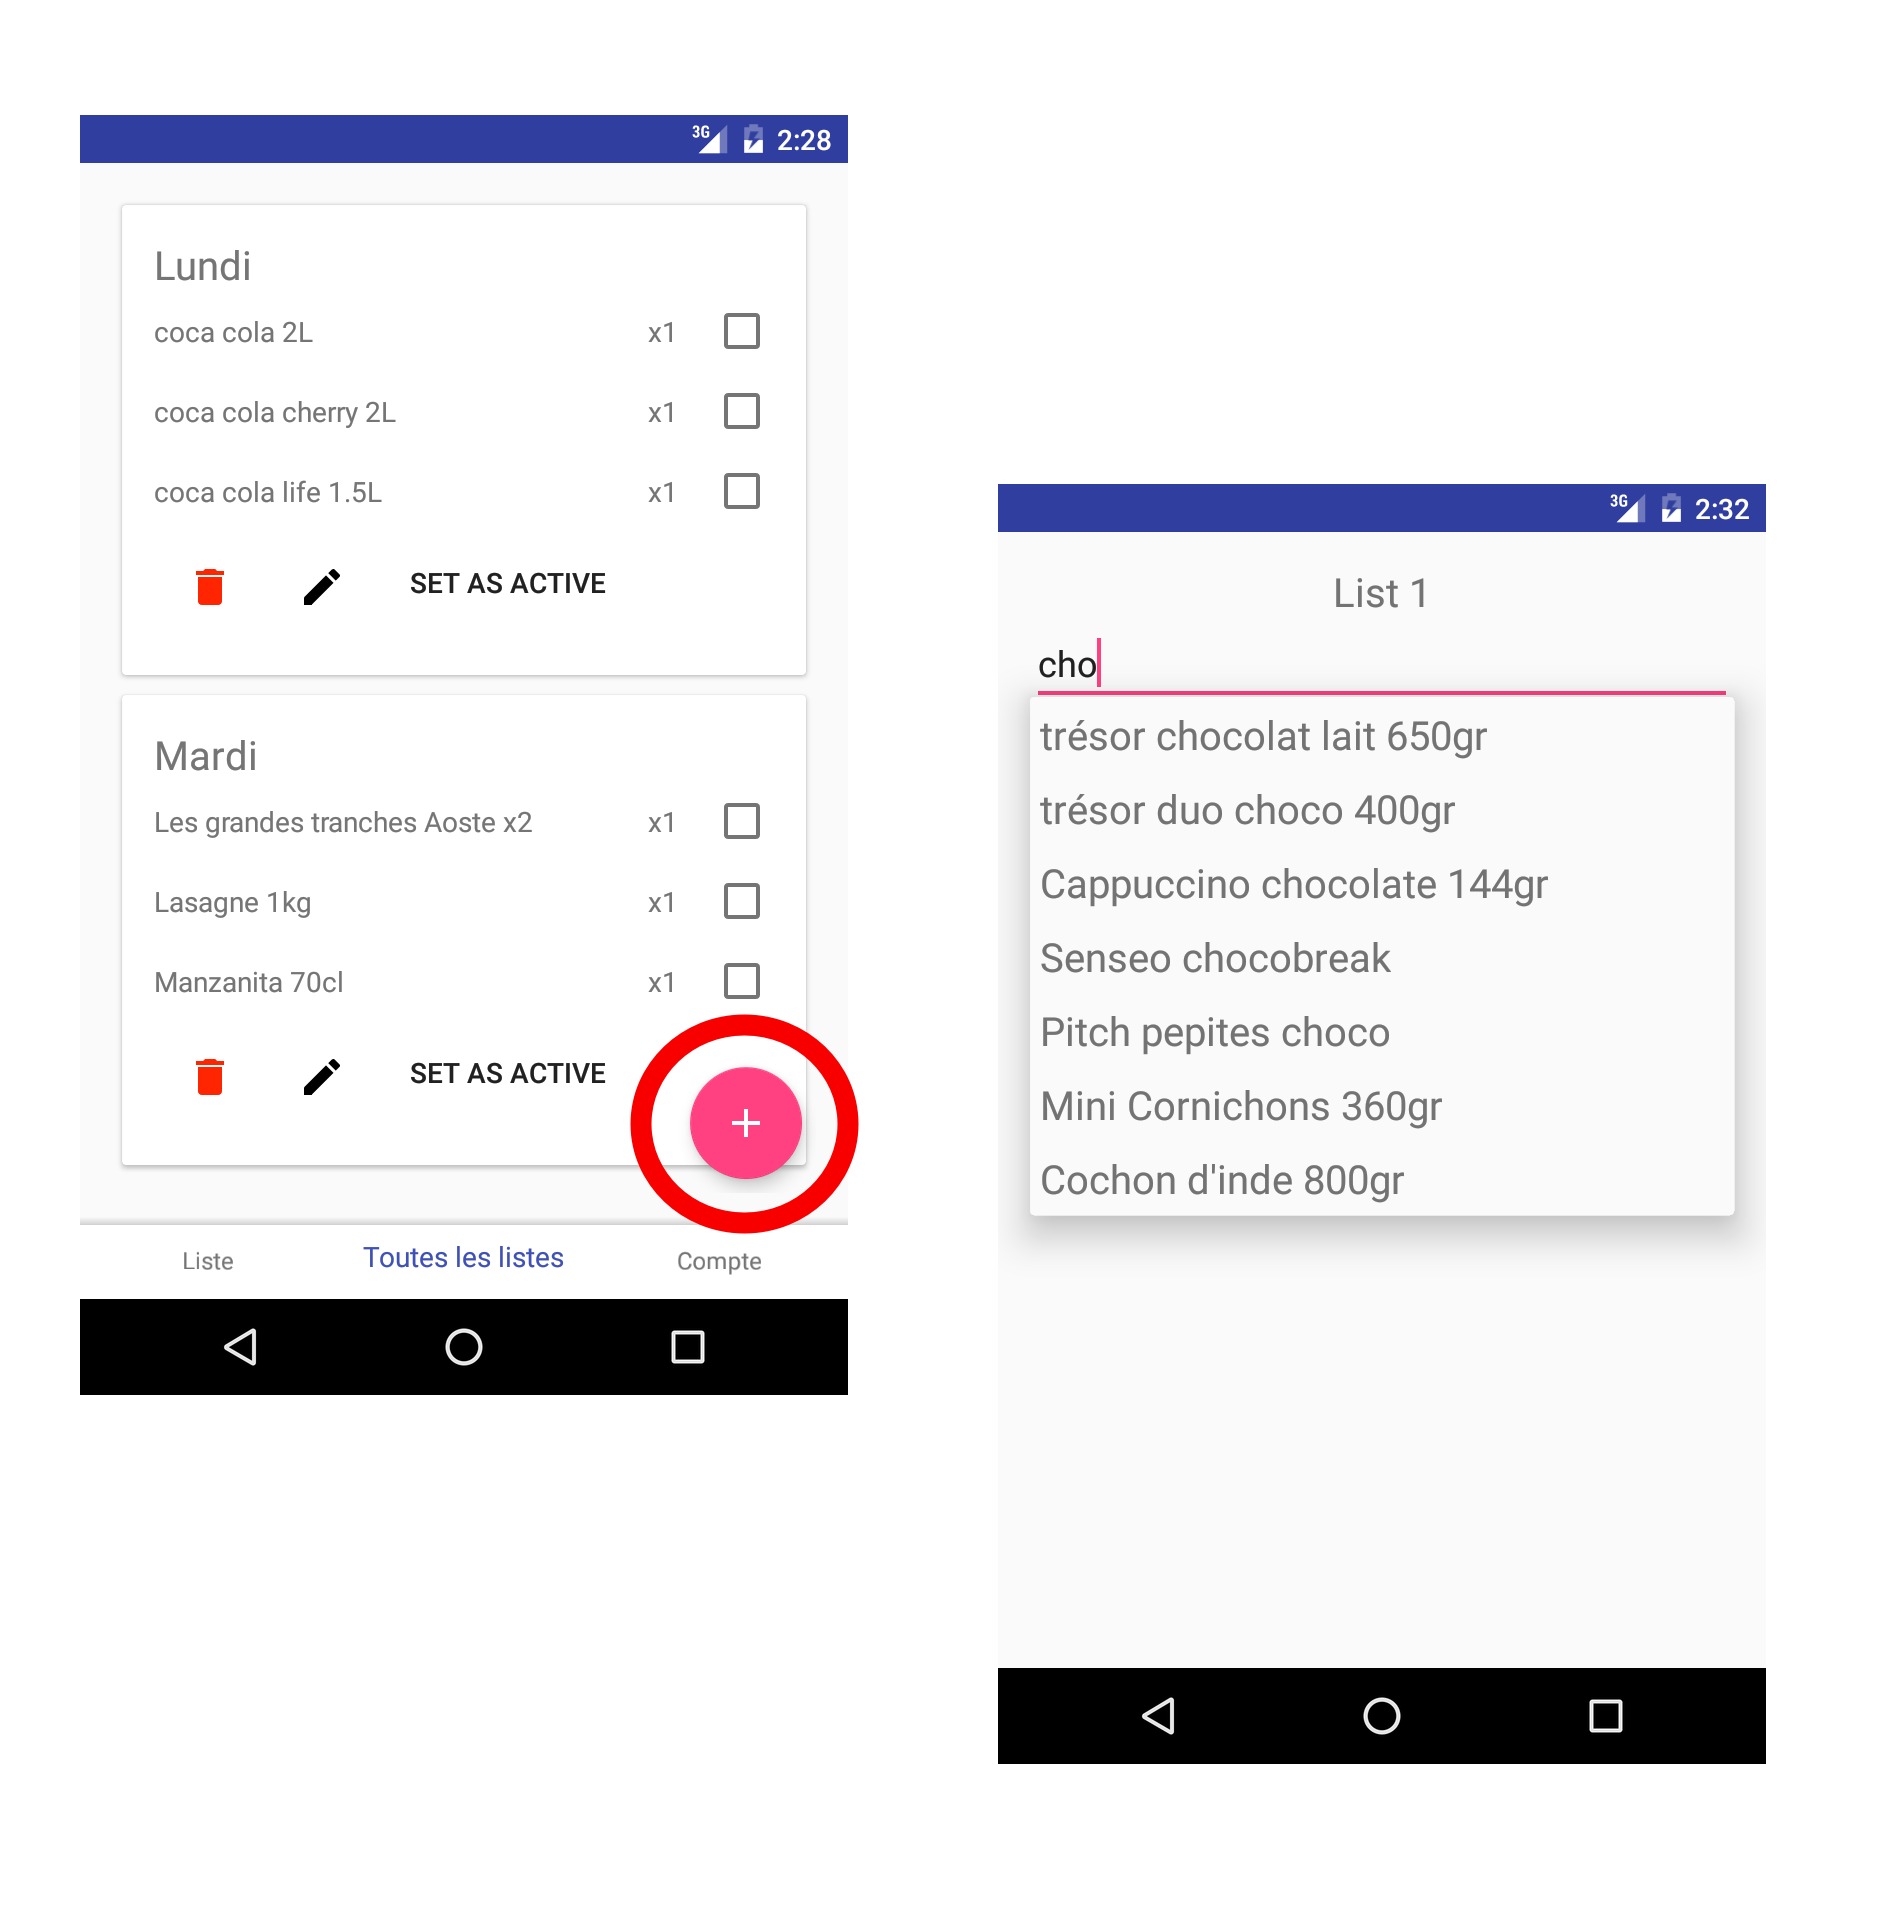 3G 2:28
Lundi
coca cola 2L x1
coca cola cherry 2L x1
coca cola life 1.5L x1
SET AS ACTIVE
Mardi
Les grandes tranches Aoste x2 x1
Lasagne 1kg x1
Manzanita 70cl x1
SET AS ACTIVE
+
Liste Toutes les listes Compte
3G 2:32
List 1
cho
trésor chocolat lait 650gr
trésor duo choco 400gr
Cappuccino chocolate 144gr
Senseo chocobreak
Pitch pepites choco
Mini Cornichons 360gr
Cochon d'inde 800gr